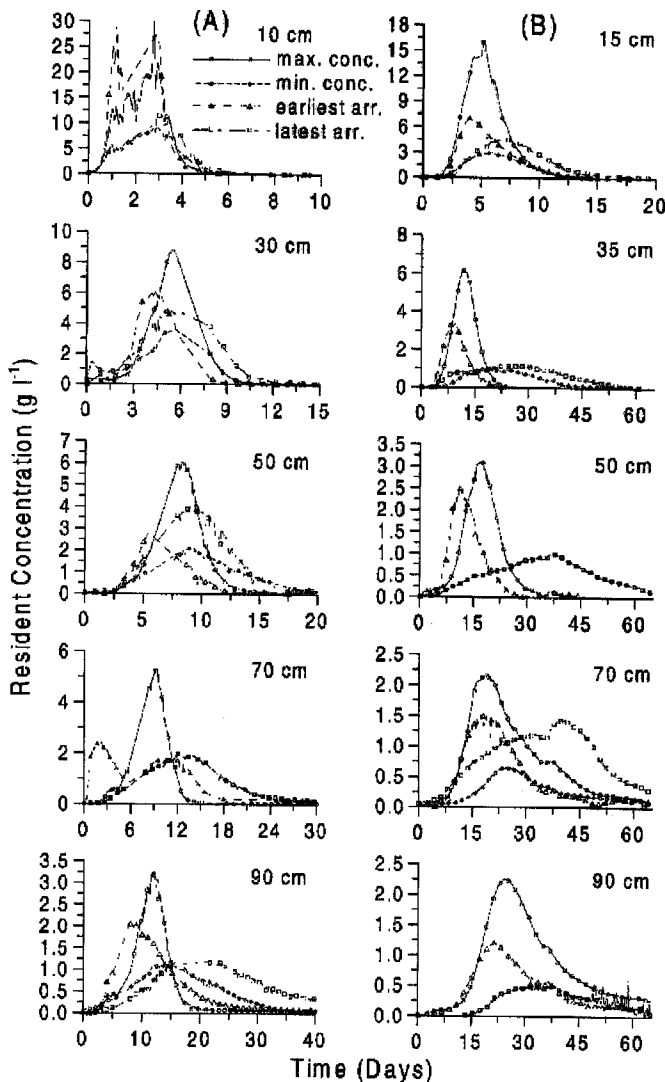 (A)
10 cm
max. conc.
min. conc.
earliest arr.
latest arr.
30
25
20
15
10
5
0
0 2 4 6 8 10
(B)
15 cm
18
15
12
9
6
3
0
0 5 10 15 20
30 cm
10
8
6
4
2
0
0 3 6 9 12 15
35 cm
8
6
4
2
0
0 15 30 45 60
Resident Concentration (g l⁻¹)
50 cm
7
6
5
4
3
2
1
0
0 5 10 15 20
50 cm
3.5
3.0
2.5
2.0
1.5
1.0
0.5
0.0
0 15 30 45 60
70 cm
6
4
2
0
0 6 12 18 24 30
70 cm
2.5
2.0
1.5
1.0
0.5
0.0
0 15 30 45 60
90 cm
3.5
3.0
2.5
2.0
1.5
1.0
0.5
0.0
0 10 20 30 40
90 cm
2.5
2.0
1.5
1.0
0.5
0.0
0 15 30 45 60
Time (Days)